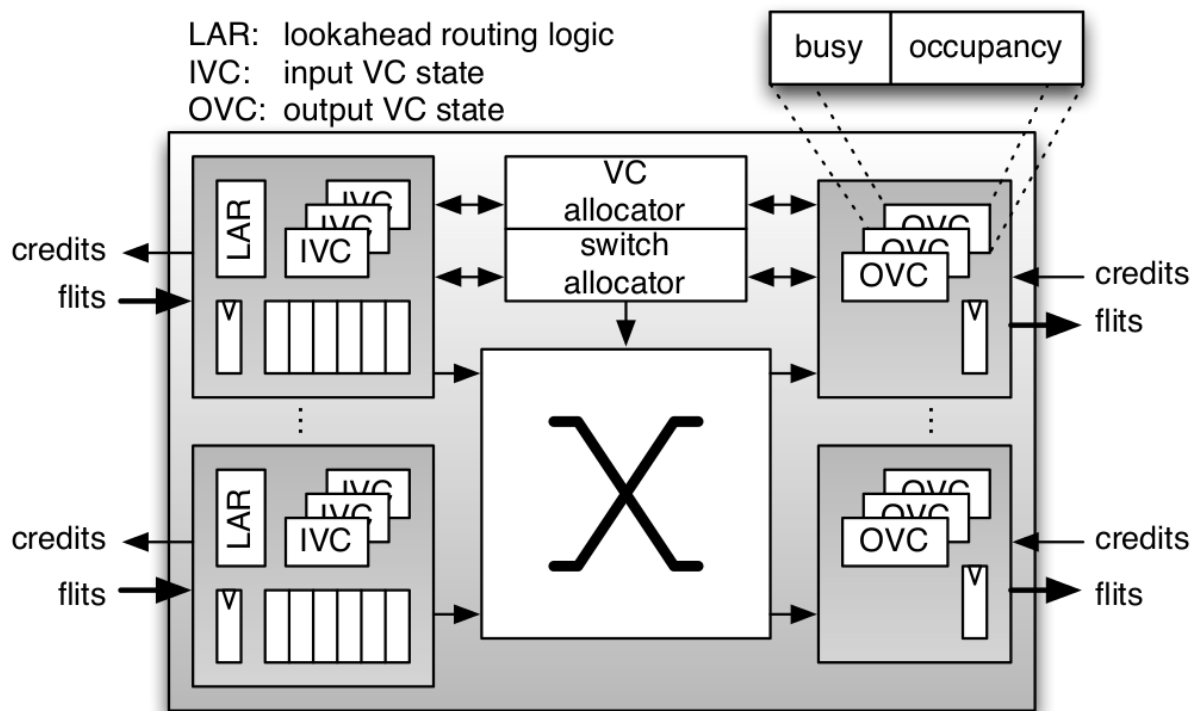 LAR: lookahead routing logic
IVC: input VC state
OVC: output VC state
busy occupancy
LAR
IVC
IVC
IVC
VC
allocator
switch
allocator
OVC
OVC
OVC
credits
flits
credits
flits
LAR
IVC
IVC
IVC
OVC
OVC
OVC
credits
flits
credits
flits